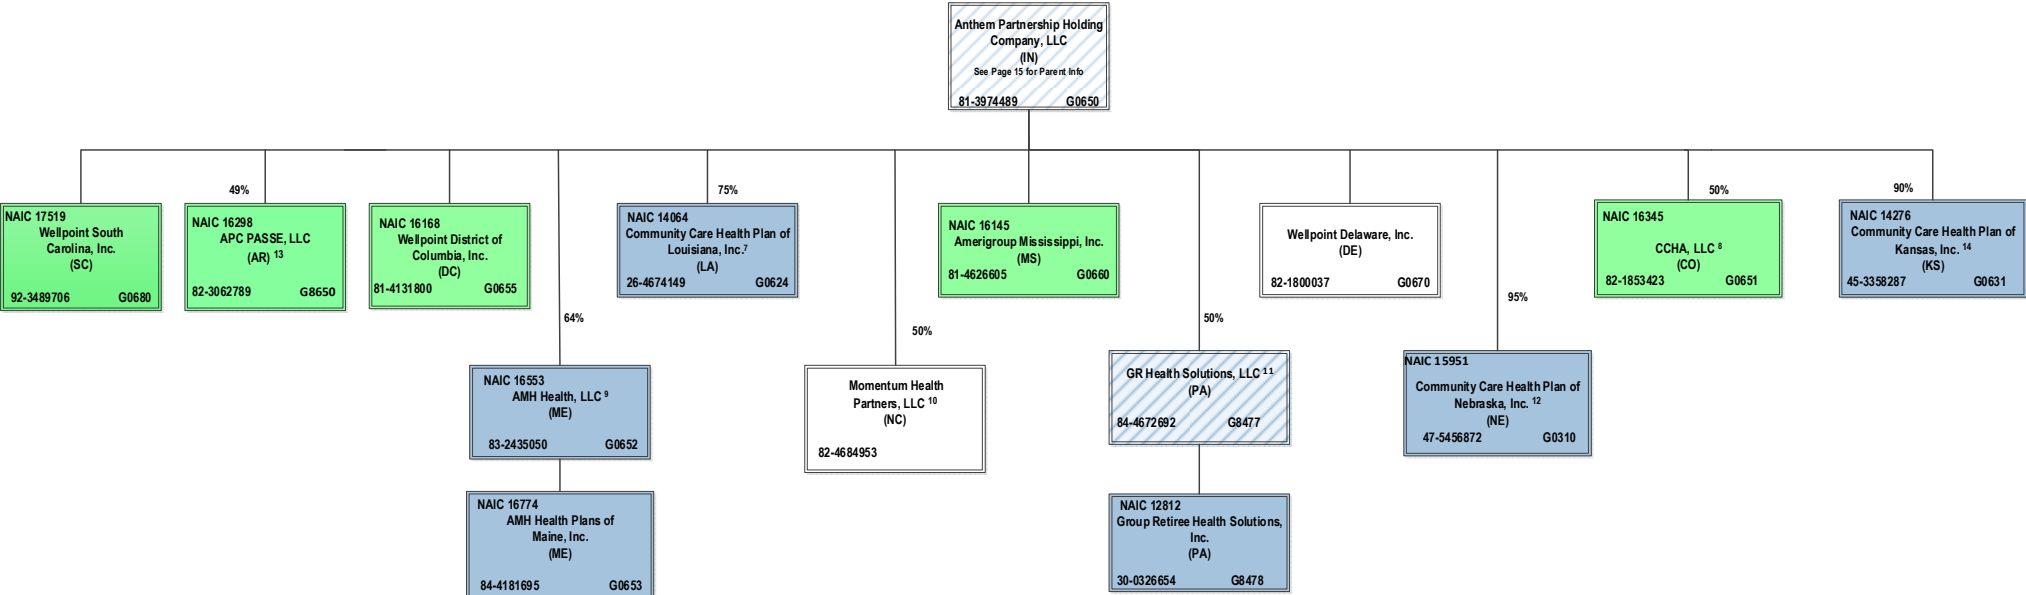 Anthem Partnership Holding
Company, LLC
(IN)
See Page 15 for Parent Info
81-3974489 G0650
49%
75%
50%
90%
NAIC 17519
Wellpoint South
Carolina, Inc.
(SC)
92-3489706 G0680
NAIC 16298
APC PASSE, LLC
(AR) 13
82-3062789 G8650
NAIC 16168
Wellpoint District of
Columbia, Inc.
(DC)
81-4131800 G0655
NAIC 14064
Community Care Health Plan of
Louisiana, Inc.7
(LA)
26-4674149 G0624
NAIC 16145
Amerigroup Mississippi, Inc.
(MS)
81-4626605 G0660
Wellpoint Delaware, Inc.
(DE)
82-1800037 G0670
NAIC 16345
CCHA, LLC 8
(CO)
82-1853423 G0651
NAIC 14276
Community Care Health Plan of
Kansas, Inc. 14
(KS)
45-3358287 G0631
64%
50%
50%
95%
NAIC 16553
AMH Health, LLC 9
(ME)
83-2435050 G0652
Momentum Health
Partners, LLC 10
(NC)
82-4684953
GR Health Solutions, LLC 11
(PA)
84-4672692 G8477
NAIC 15951
Community Care Health Plan of
Nebraska, Inc. 12
(NE)
47-5456872 G0310
NAIC 16774
AMH Health Plans of
Maine, Inc.
(ME)
84-4181695 G0653
NAIC 12812
Group Retiree Health Solutions,
Inc.
(PA)
30-0326654 G8478